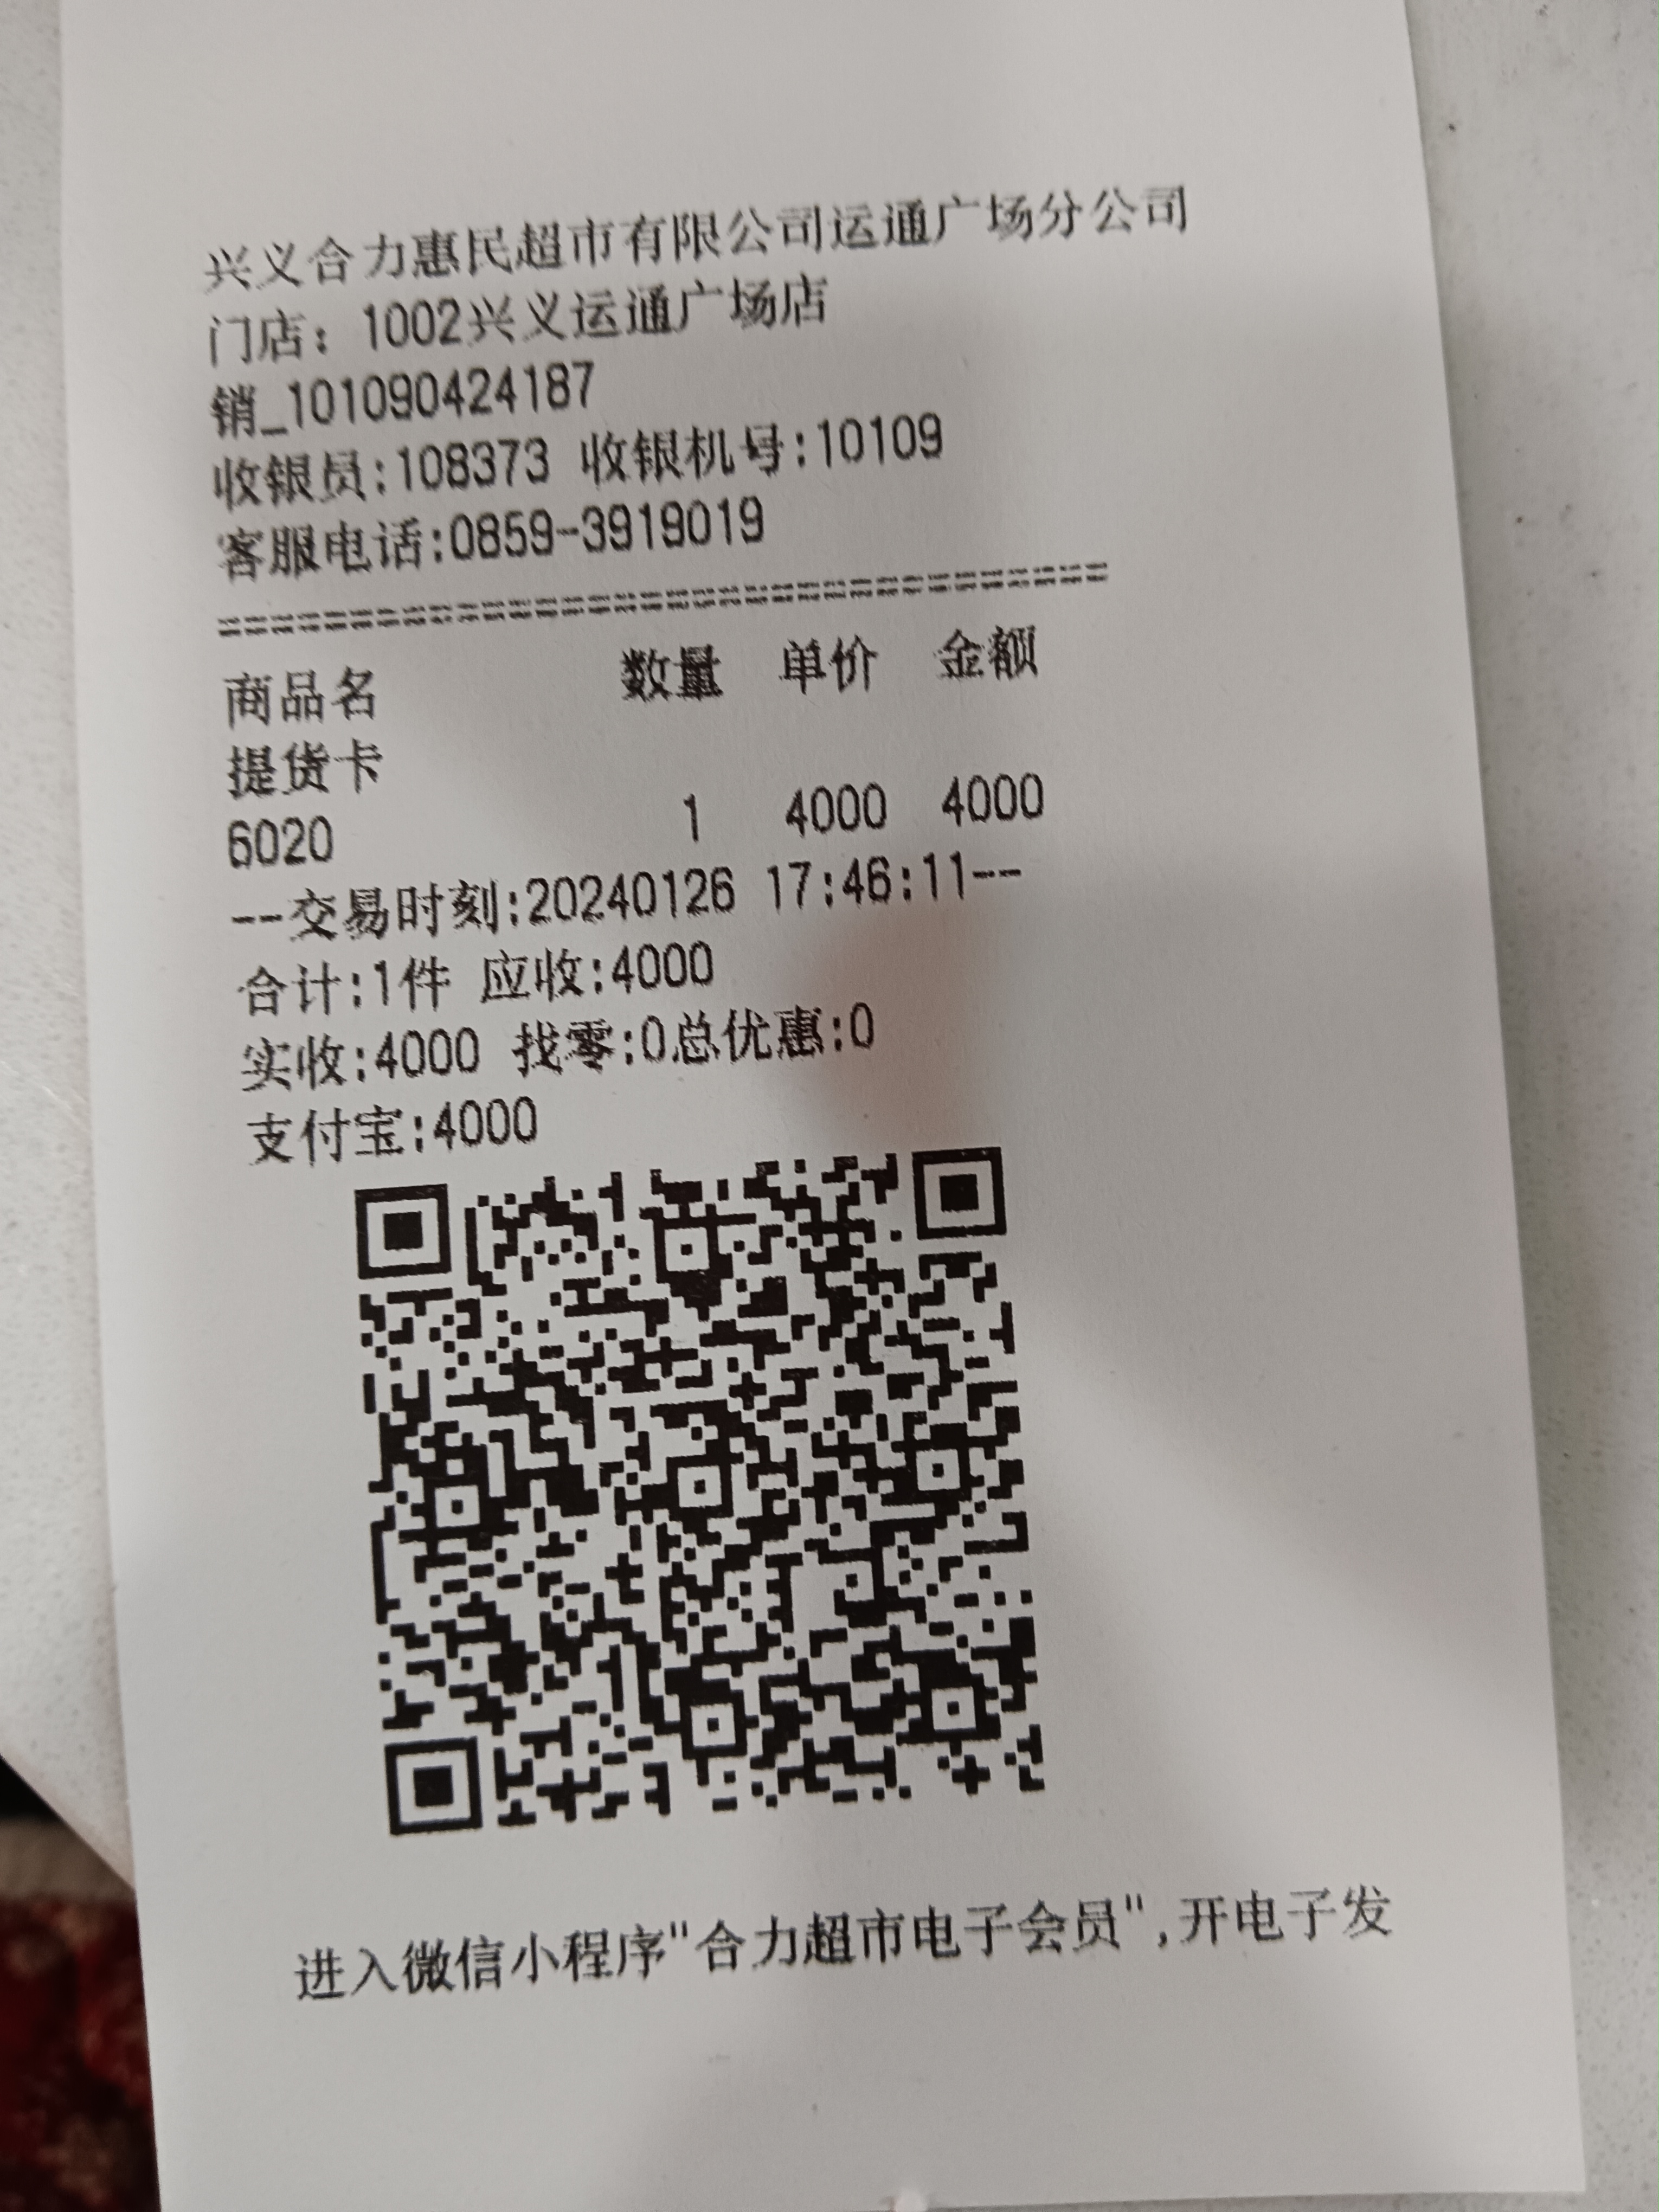 兴义合力惠民超市有限公司运通广场分公司
门店：1002兴义运通广场店
销_101090424187
收银员:108373 收银机号:10109
客服电话:0859-3919019
==================================
商品名 数量 单价 金额
提货卡
6020 1 4000 4000
--交易时刻:20240126 17:46:11--
合计:1件 应收:4000
实收:4000 找零:0总优惠:0
支付宝:4000
进入微信小程序"合力超市电子会员",开电子发